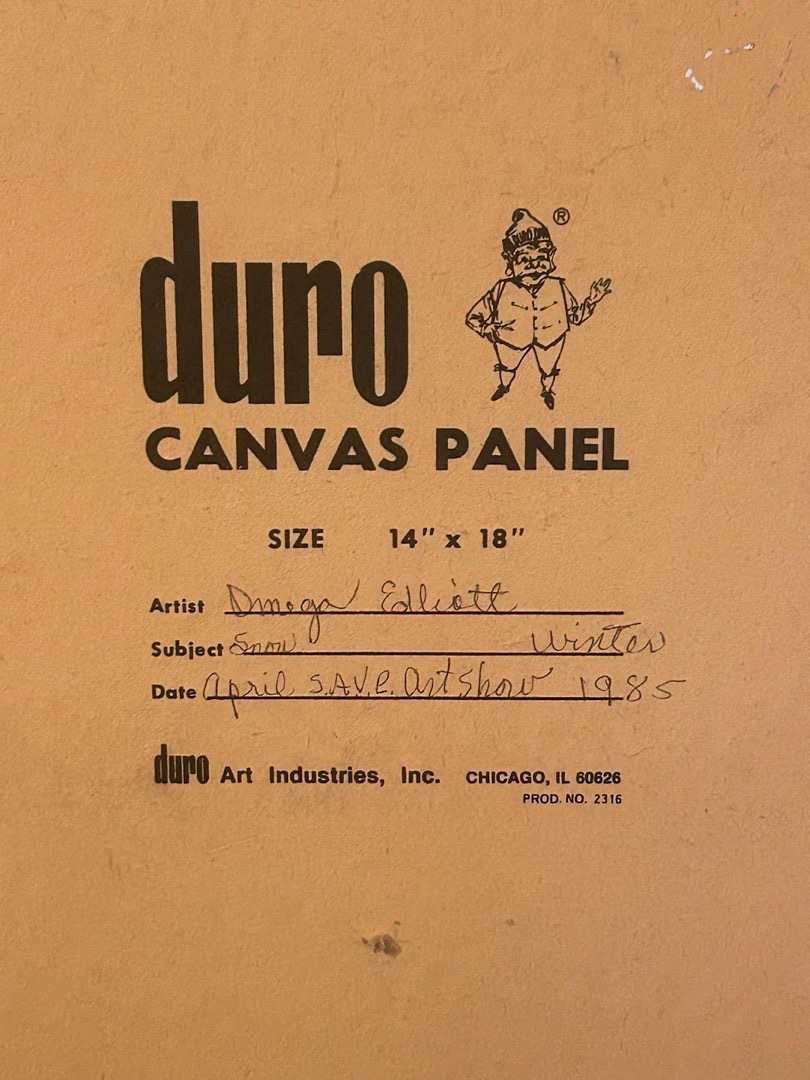 duro
DURO
®
CANVAS PANEL
SIZE 14" x 18"
Artist Omega Elliott
Subject Snow Winter
Date April S.A.V.E. Art Show 1985
duro Art Industries, Inc. CHICAGO, IL 60626
PROD. NO. 2316